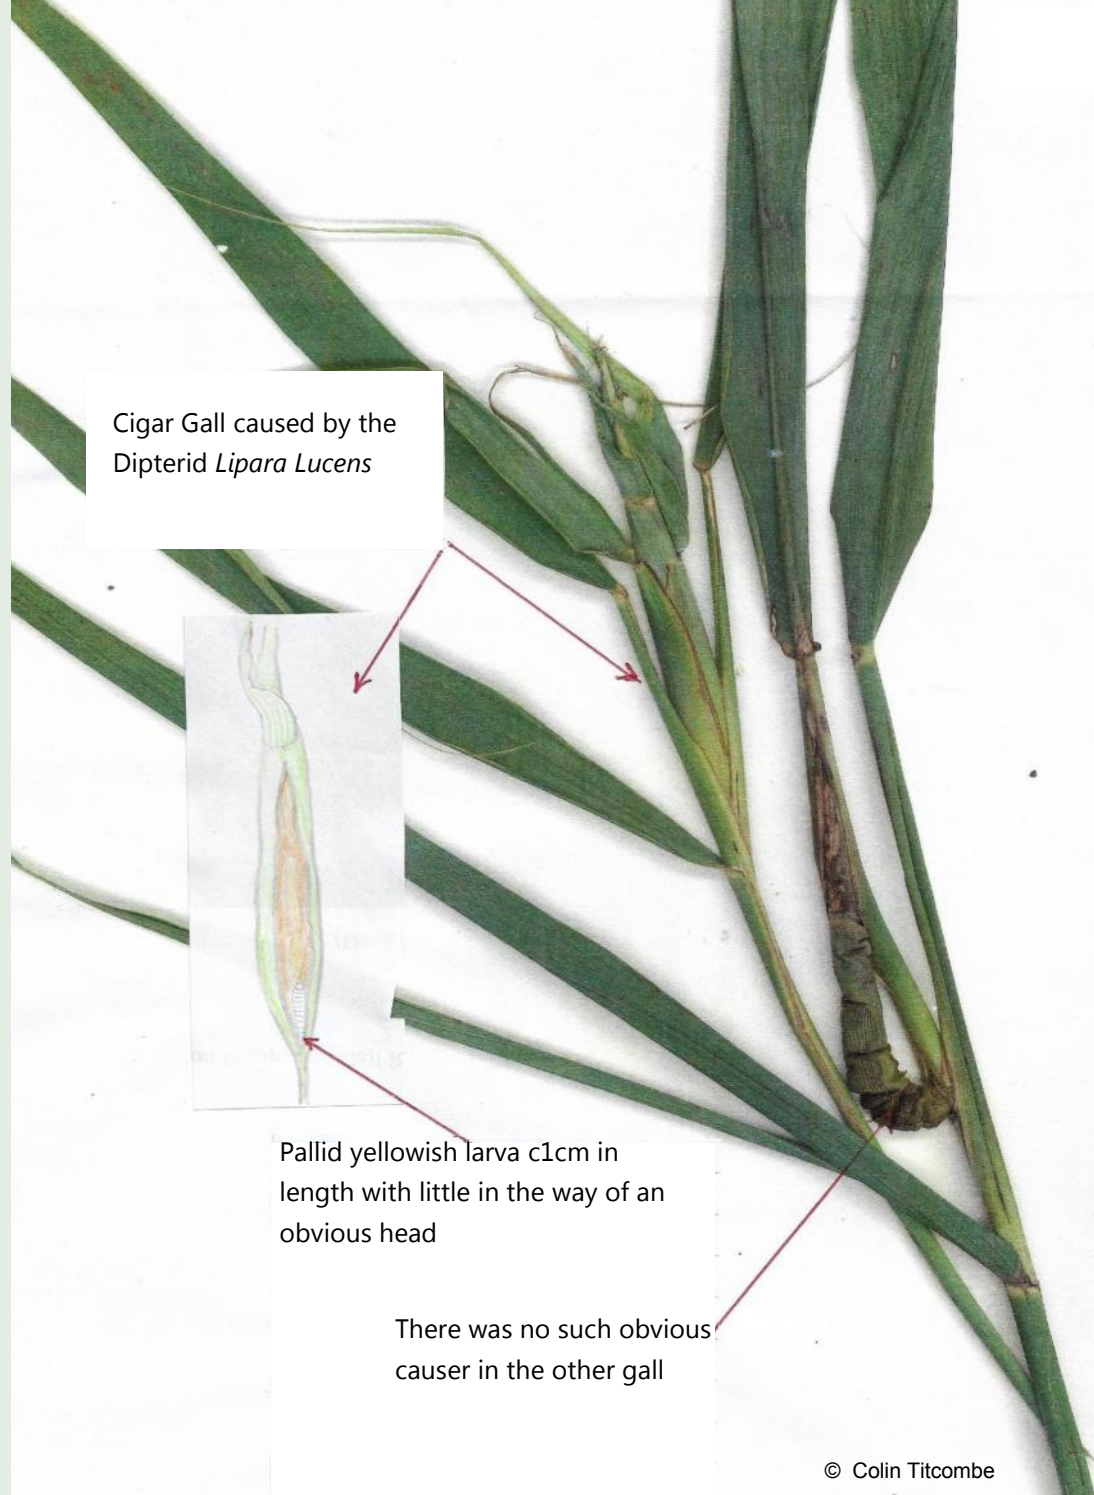 Cigar Gall caused by the
Dipterid Lipara Lucens
Pallid yellowish larva c1cm in
length with little in the way of an
obvious head
There was no such obvious
causer in the other gall
© Colin Titcombe